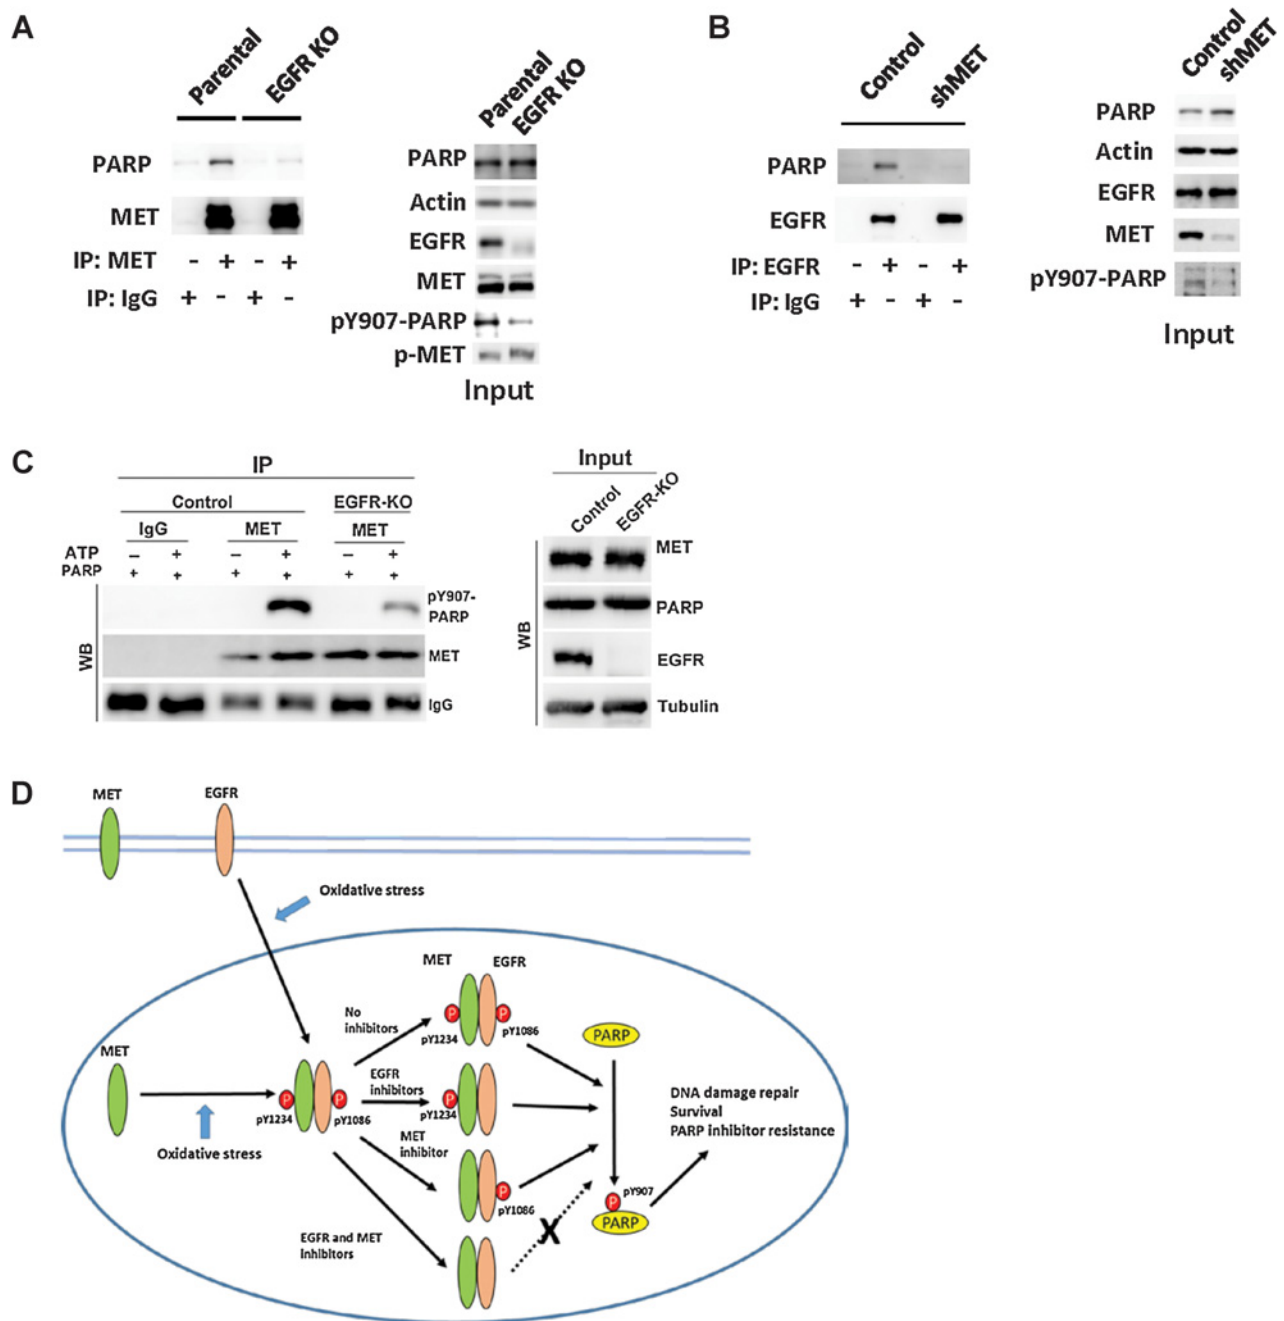 A
Parental
EGFR KO
PARP
MET
IP: MET - + - +
IP: IgG + - + -
Parental
EGFR KO
PARP
Actin
EGFR
MET
pY907-PARP
p-MET
Input
B
Control
shMET
PARP
EGFR
IP: EGFR - + - +
IP: IgG + - + -
Control
shMET
PARP
Actin
EGFR
MET
pY907-PARP
Input
C
IP
Control
EGFR-KO
IgG
MET
MET
ATP – + – + – +
PARP + + + + + +
WB
pY907-
PARP
MET
IgG
Input
Control
EGFR-KO
WB
MET
PARP
EGFR
Tubulin
D
MET
EGFR
Oxidative stress
MET
Oxidative stress
P
pY1234
P
pY1086
No
inhibitors
EGFR
inhibitors
MET
inhibitor
EGFR and MET
inhibitors
MET
EGFR
P
pY1234
P
pY1086
P
pY1234
P
pY1086
X
PARP
P
pY907
PARP
DNA damage repair
Survival
PARP inhibitor resistance